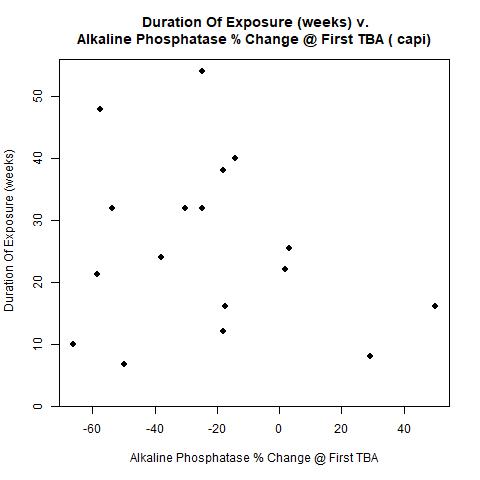 Duration Of Exposure (weeks) v.
Alkaline Phosphatase % Change @ First TBA ( capi)
Duration Of Exposure (weeks)
50
40
30
20
10
0
-60 -40 -20 0 20 40
Alkaline Phosphatase % Change @ First TBA